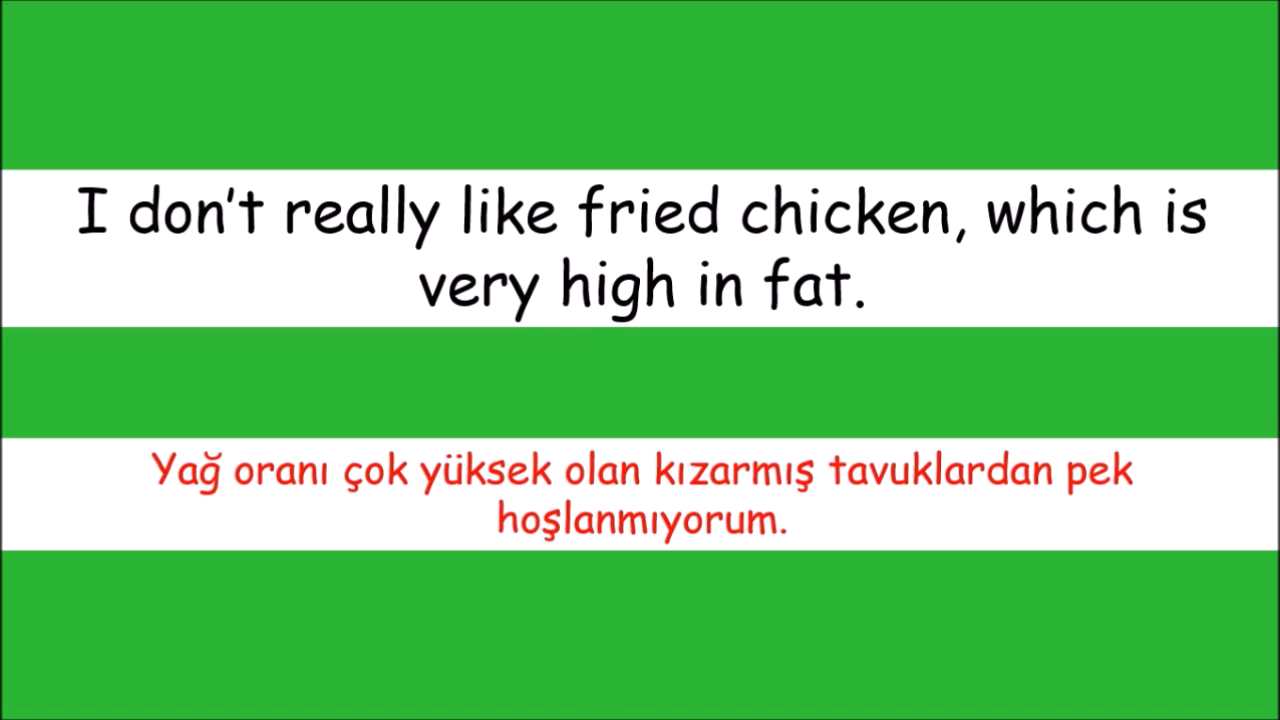 I don’t really like fried chicken, which is
very high in fat.
Yağ oranı çok yüksek olan kızarmış tavuklardan pek
hoşlanmıyorum.